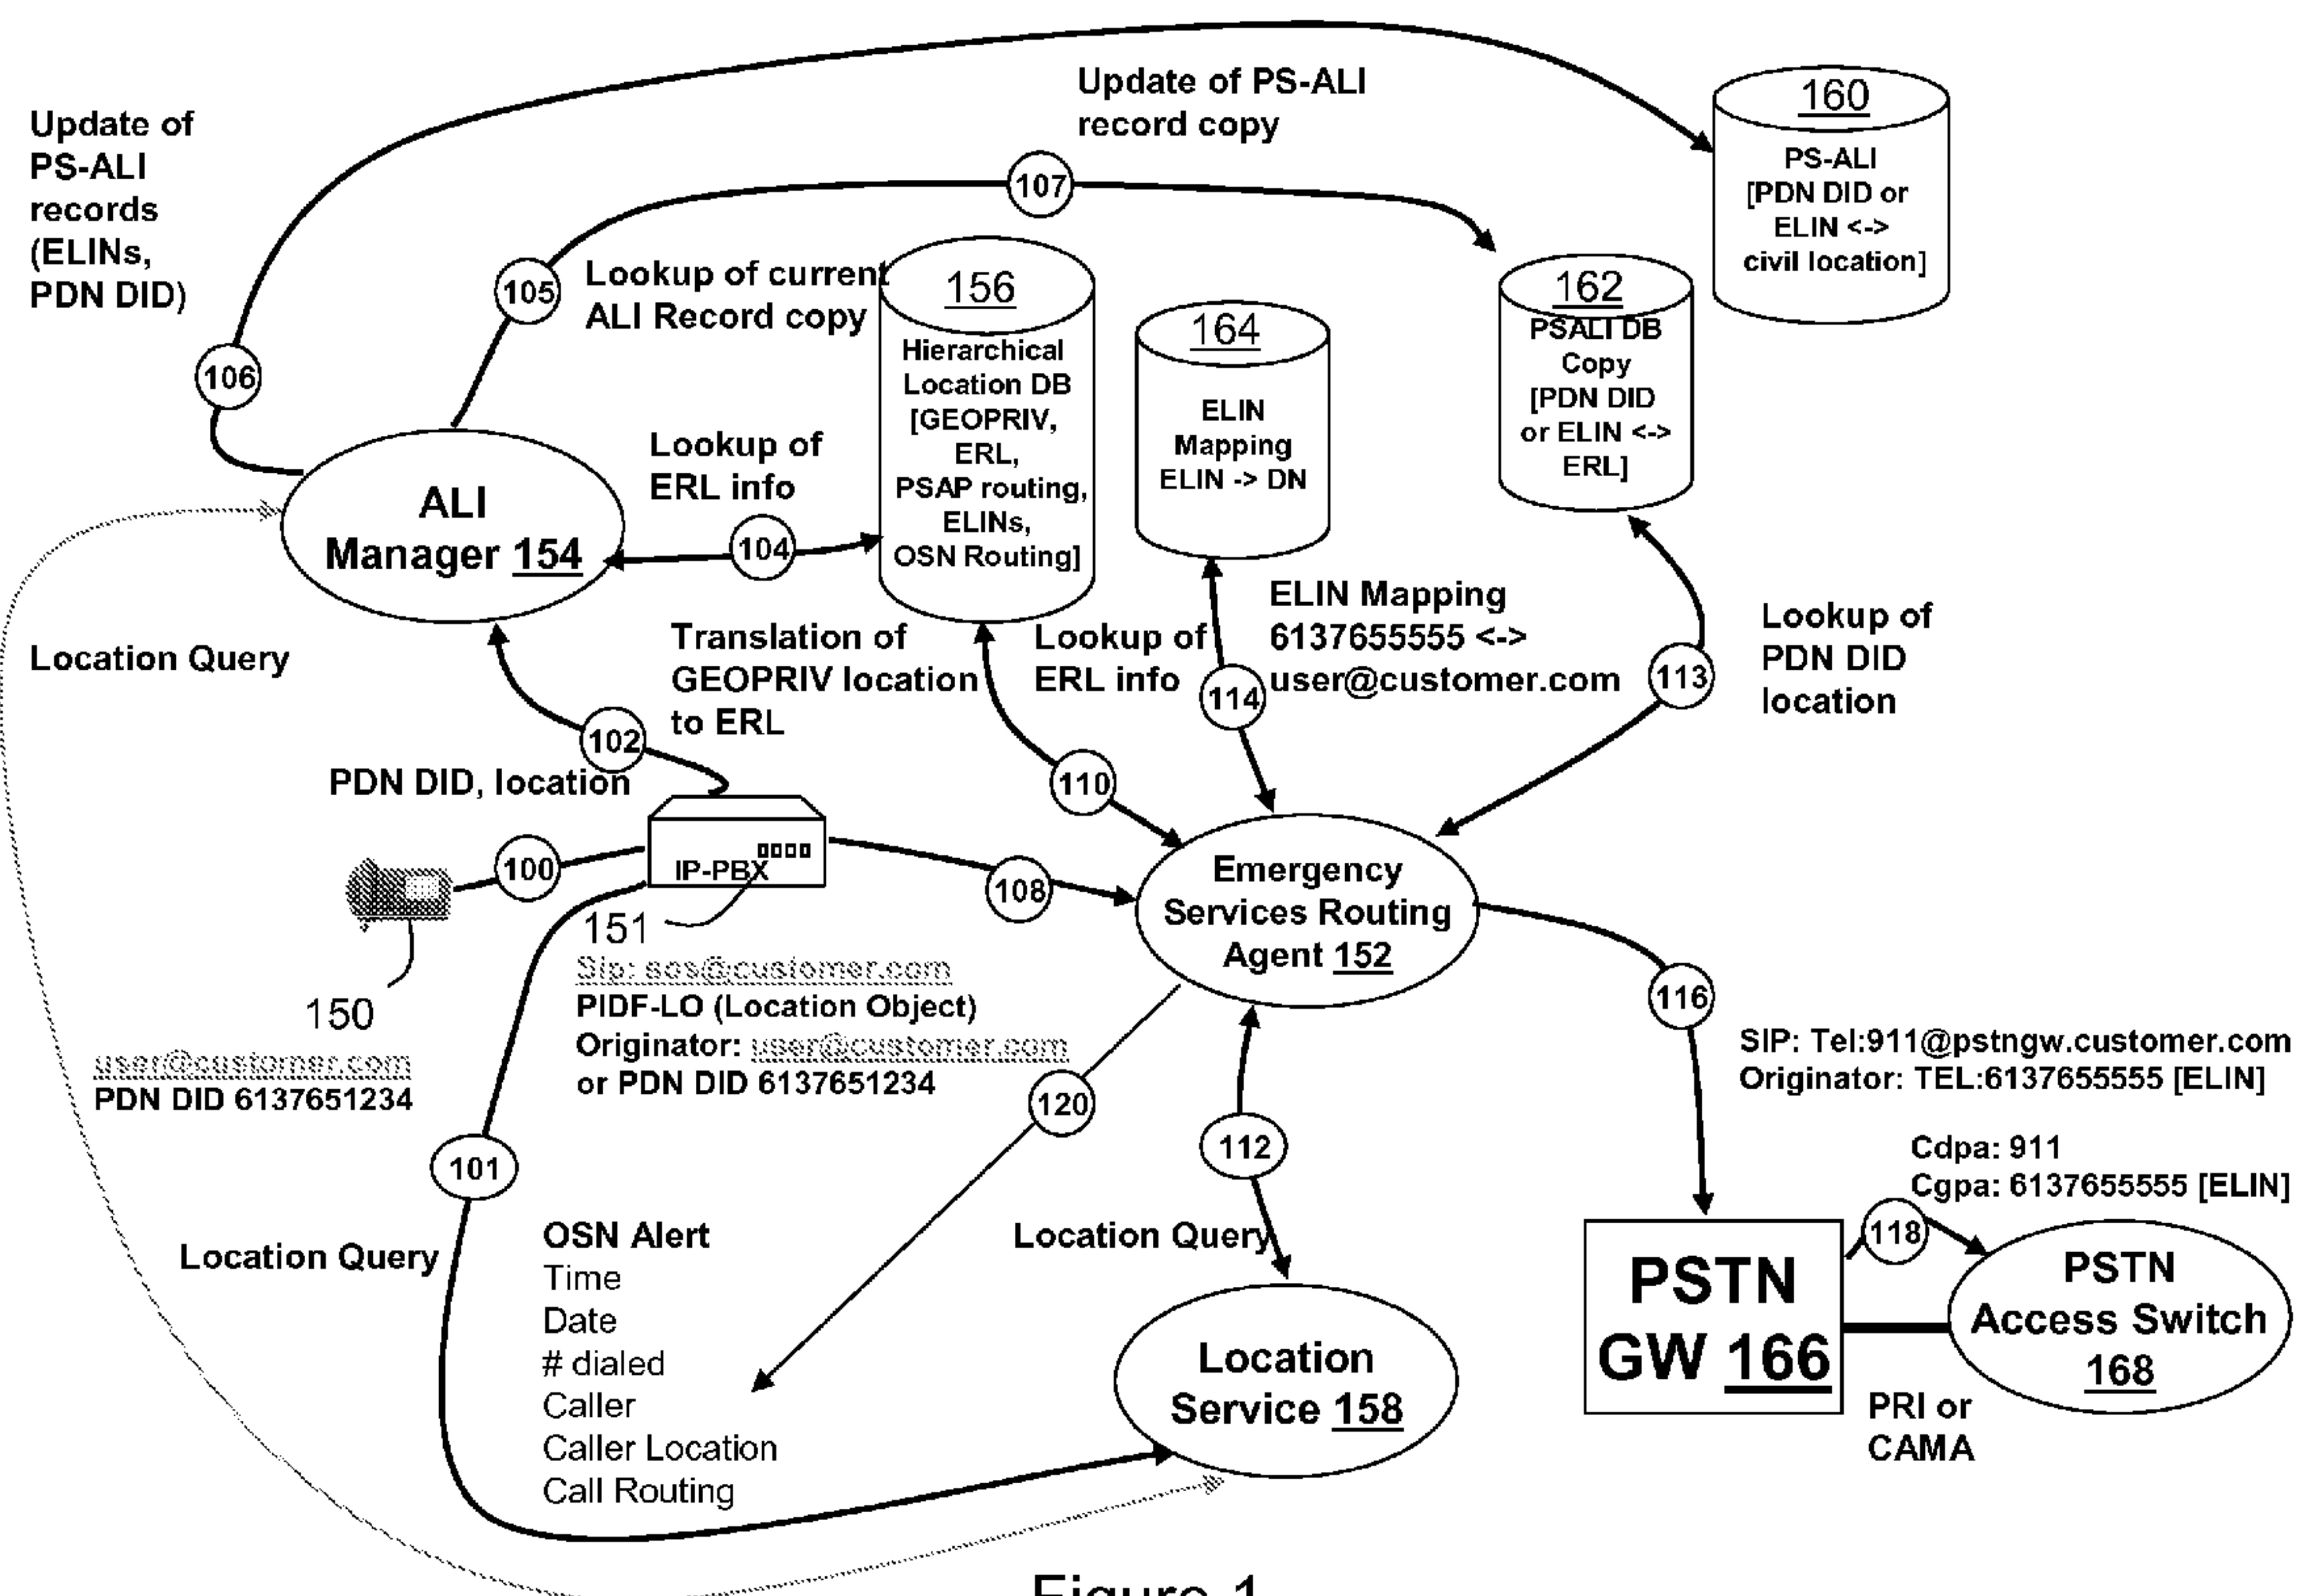 Update of PS-ALI
record copy
160
PS-ALI
[PDN DID or
ELIN <->
civil location]
Update of
PS-ALI
records
(ELINs,
PDN DID)
107
105
Lookup of current
ALI Record copy
156
Hierarchical
Location DB
[GEOPRIV,
ERL,
PSAP routing,
ELINs,
OSN Routing]
164
ELIN
Mapping
ELIN -> DN
162
PSALI DB
Copy
[PDN DID
or ELIN <->
ERL]
106
ALI
Manager 154
Lookup of
ERL info
104
Location Query
Translation of
GEOPRIV location
to ERL
Lookup of
ERL info
ELIN Mapping
6137655555 <->
user@customer.com
114
113
Lookup of
PDN DID
location
102
PDN DID, location
110
100
IP-PBX
151
108
Emergency
Services Routing
Agent 152
150
user@customer.com
PDN DID 6137651234
Sip: sos@customer.com
PIDF-LO (Location Object)
Originator: user@customer.com
or PDN DID 6137651234
116
SIP: Tel:911@pstngw.customer.com
Originator: TEL:6137655555 [ELIN]
120
112
101
Cdpa: 911
Cgpa: 6137655555 [ELIN]
118
Location Query
OSN Alert
Time
Date
# dialed
Caller
Caller Location
Call Routing
Location Query
Location
Service 158
PSTN
GW 166
PSTN
Access Switch
168
PRI or
CAMA
Figure 1